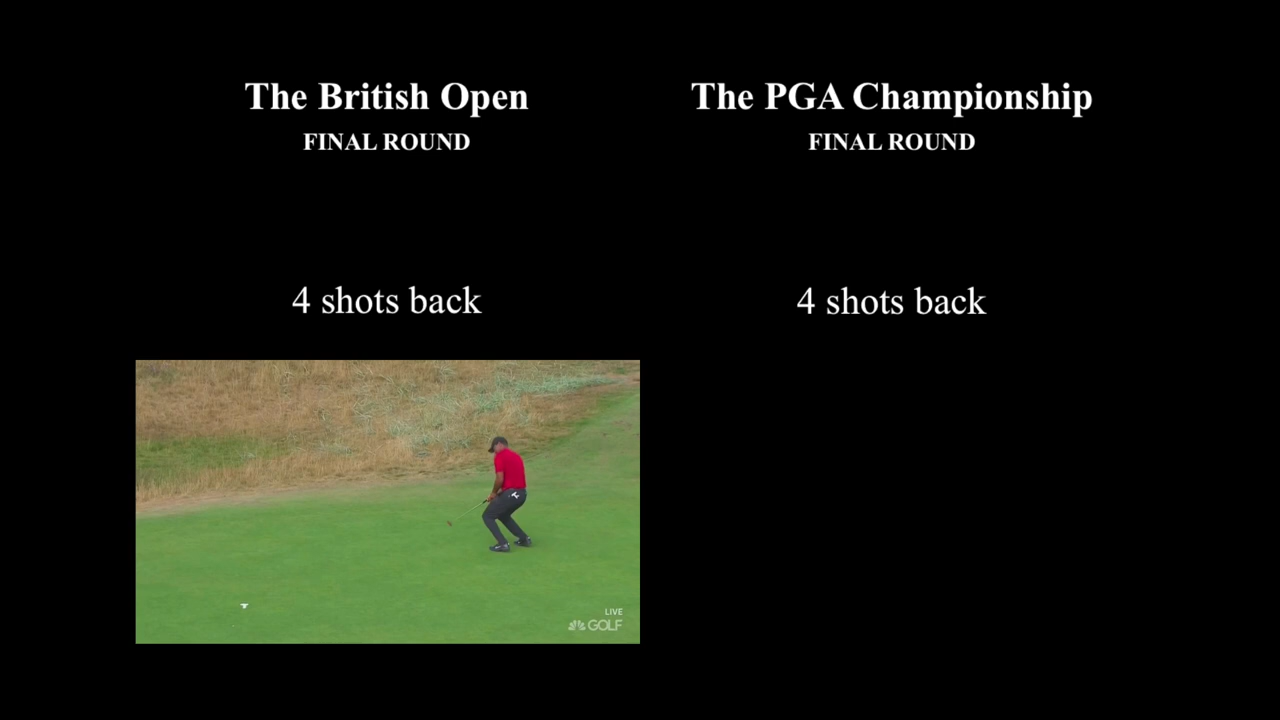 The British Open
FINAL ROUND
4 shots back
The PGA Championship
FINAL ROUND
4 shots back
LIVE
GOLF